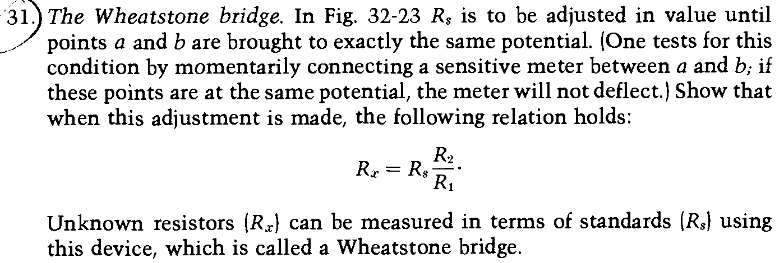 31.) The Wheatstone bridge. In Fig. 32-23 Rs is to be adjusted in value until
points a and b are brought to exactly the same potential. (One tests for this
condition by momentarily connecting a sensitive meter between a and b; if
these points are at the same potential, the meter will not deflect.) Show that
when this adjustment is made, the following relation holds:
Rx = Rs R2/R1.
Unknown resistors (Rx) can be measured in terms of standards (Rs) using
this device, which is called a Wheatstone bridge.